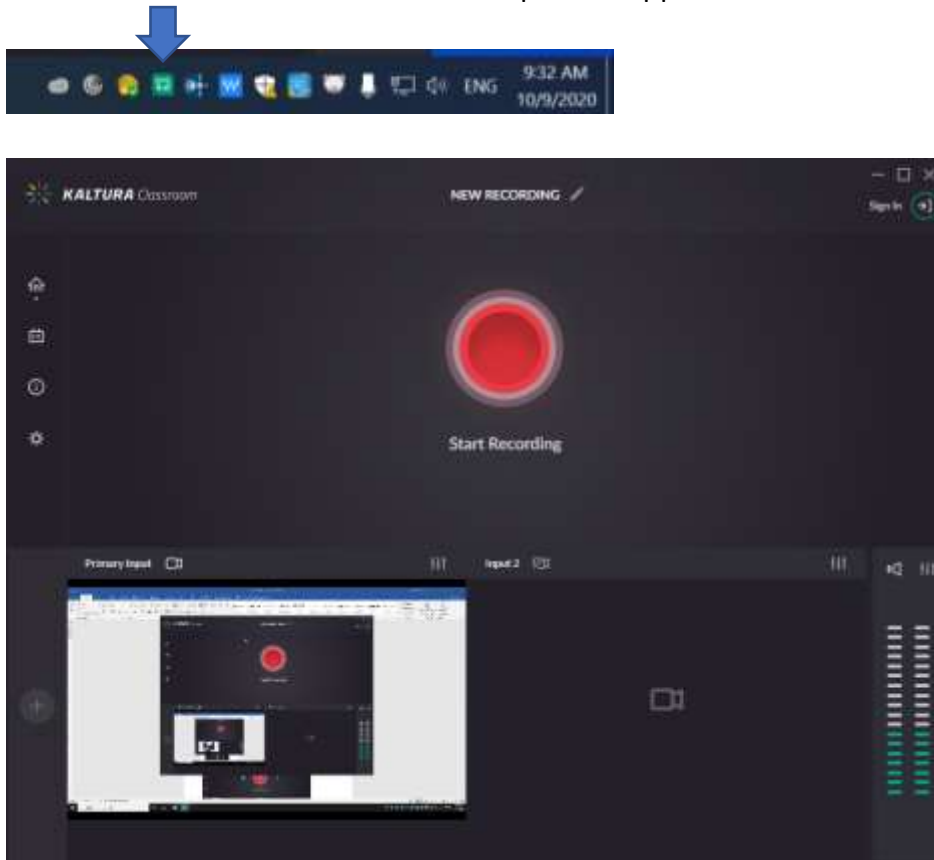 ENG 9:32 AM
10/9/2020
KALTURA Classroom
NEW RECORDING
Sign In
Start Recording
Primary Input
Input 2